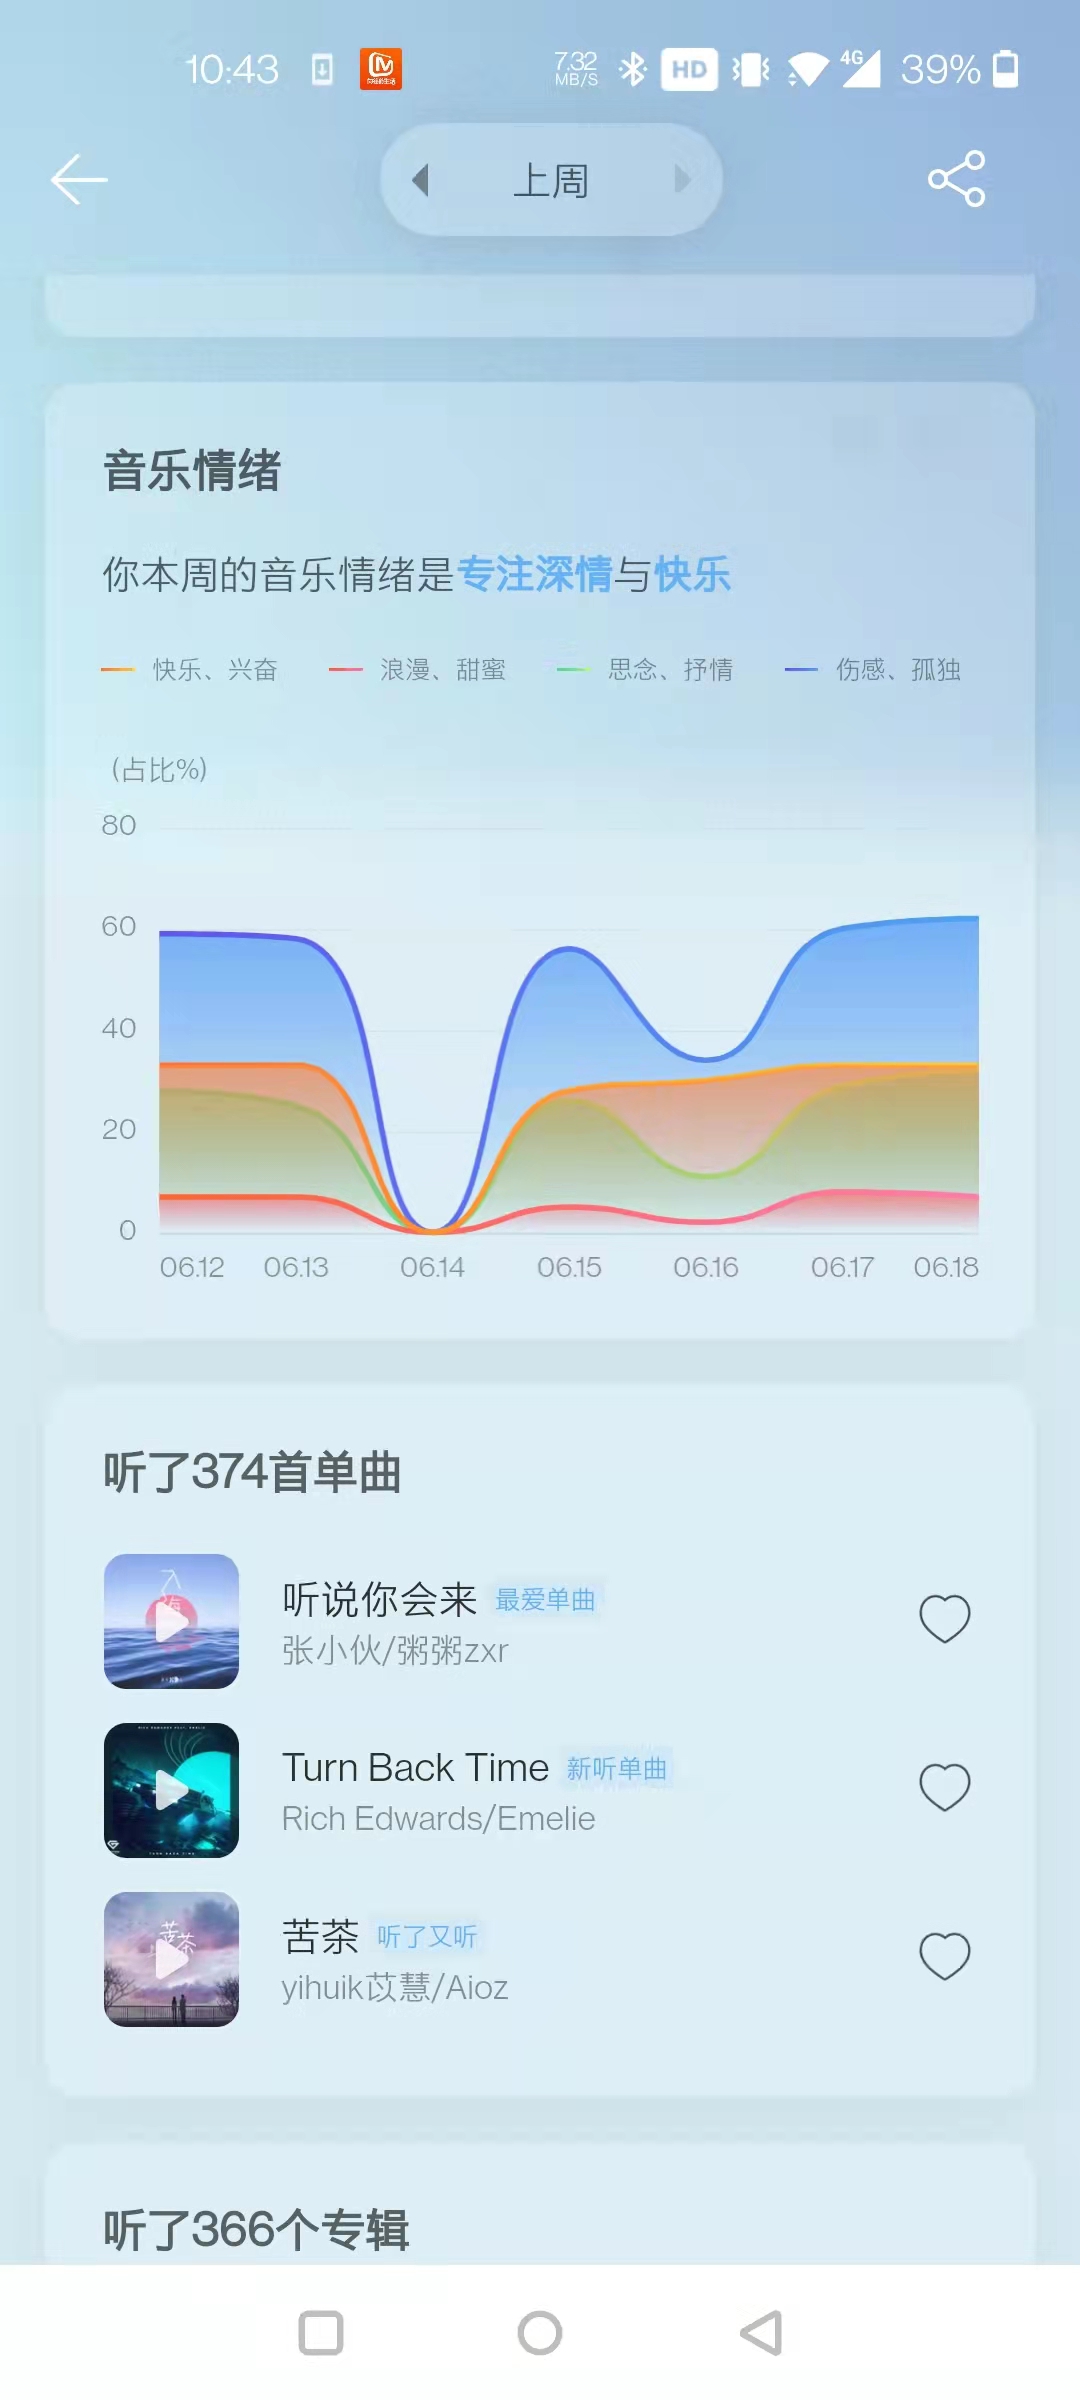 10:43
7.32 MB/S HD 4G 39%
上周
音乐情绪
你本周的音乐情绪是专注深情与快乐
快乐、兴奋 浪漫、甜蜜 思念、抒情 伤感、孤独
(占比%)
80
60
40
20
0
06.12 06.13 06.14 06.15 06.16 06.17 06.18
听了374首单曲
听说你会来 最爱单曲
张小伙/粥粥zxr
Turn Back Time 新听单曲
Rich Edwards/Emelie
苦茶
苦茶 听了又听
yihuik苡慧/Aioz
听了366个专辑